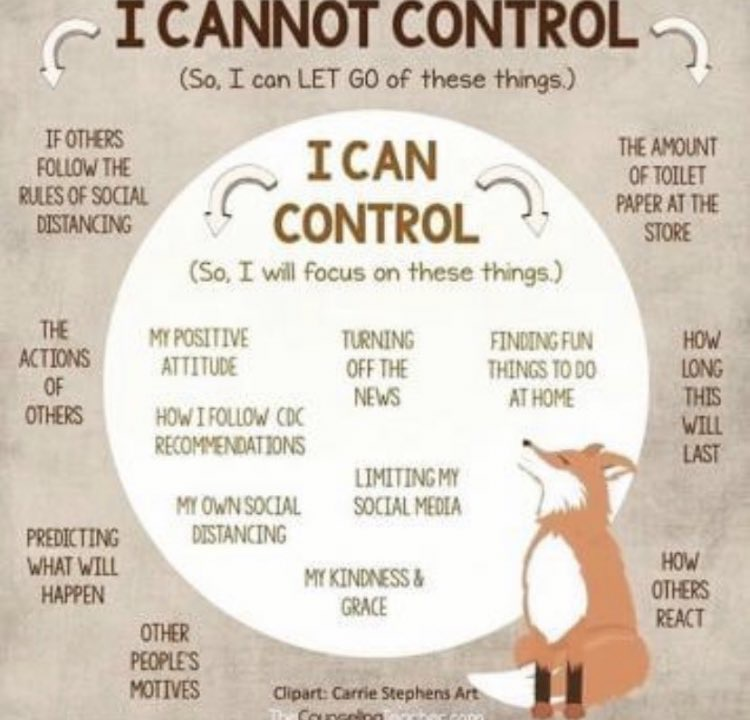 I CANNOT CONTROL
(So, I can LET GO of these things.)
IF OTHERS
FOLLOW THE
RULES OF SOCIAL
DISTANCING
THE AMOUNT
OF TOILET
PAPER AT THE
STORE
I CAN
CONTROL
(So, I will focus on these things.)
THE
ACTIONS
OF
OTHERS
MY POSITIVE
ATTITUDE
TURNING
OFF THE
NEWS
FINDING FUN
THINGS TO DO
AT HOME
HOW
LONG
THIS
WILL
LAST
HOW I FOLLOW CDC
RECOMMENDATIONS
LIMITING MY
SOCIAL MEDIA
MY OWN SOCIAL
DISTANCING
PREDICTING
WHAT WILL
HAPPEN
MY KINDNESS &
GRACE
HOW
OTHERS
REACT
OTHER
PEOPLE'S
MOTIVES
Clipart: Carrie Stephens Art